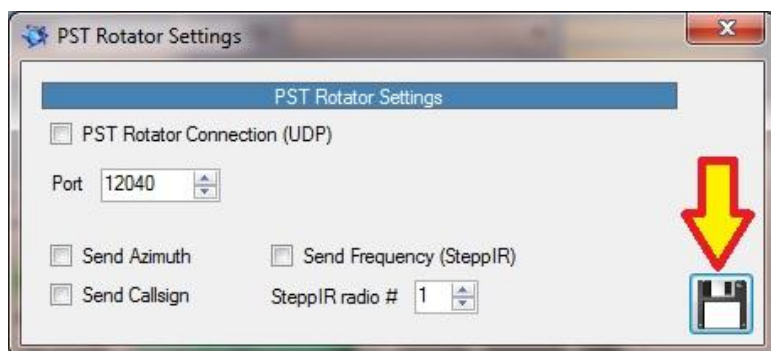 PST Rotator Settings
PST Rotator Settings
PST Rotator Connection (UDP)
Port 12040
Send Azimuth Send Frequency (SteppIR)
Send Callsign SteppIR radio # 1